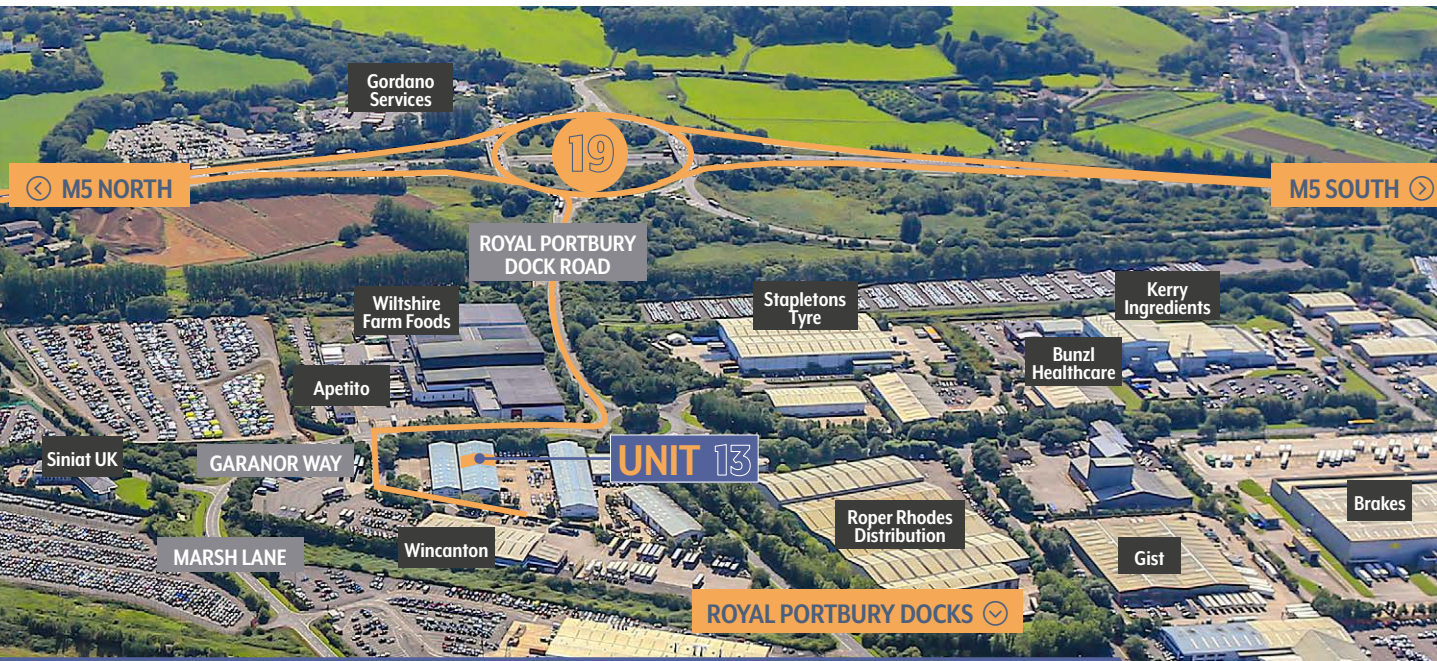 Gordano
Services
19
M5 NORTH
M5 SOUTH
ROYAL PORTBURY
DOCK ROAD
Wiltshire
Farm Foods
Stapletons
Tyre
Kerry
Ingredients
Bunzl
Healthcare
Apetito
Siniat UK
GARANOR WAY
UNIT 13
Brakes
Roper Rhodes
Distribution
MARSH LANE
Wincanton
Gist
ROYAL PORTBURY DOCKS